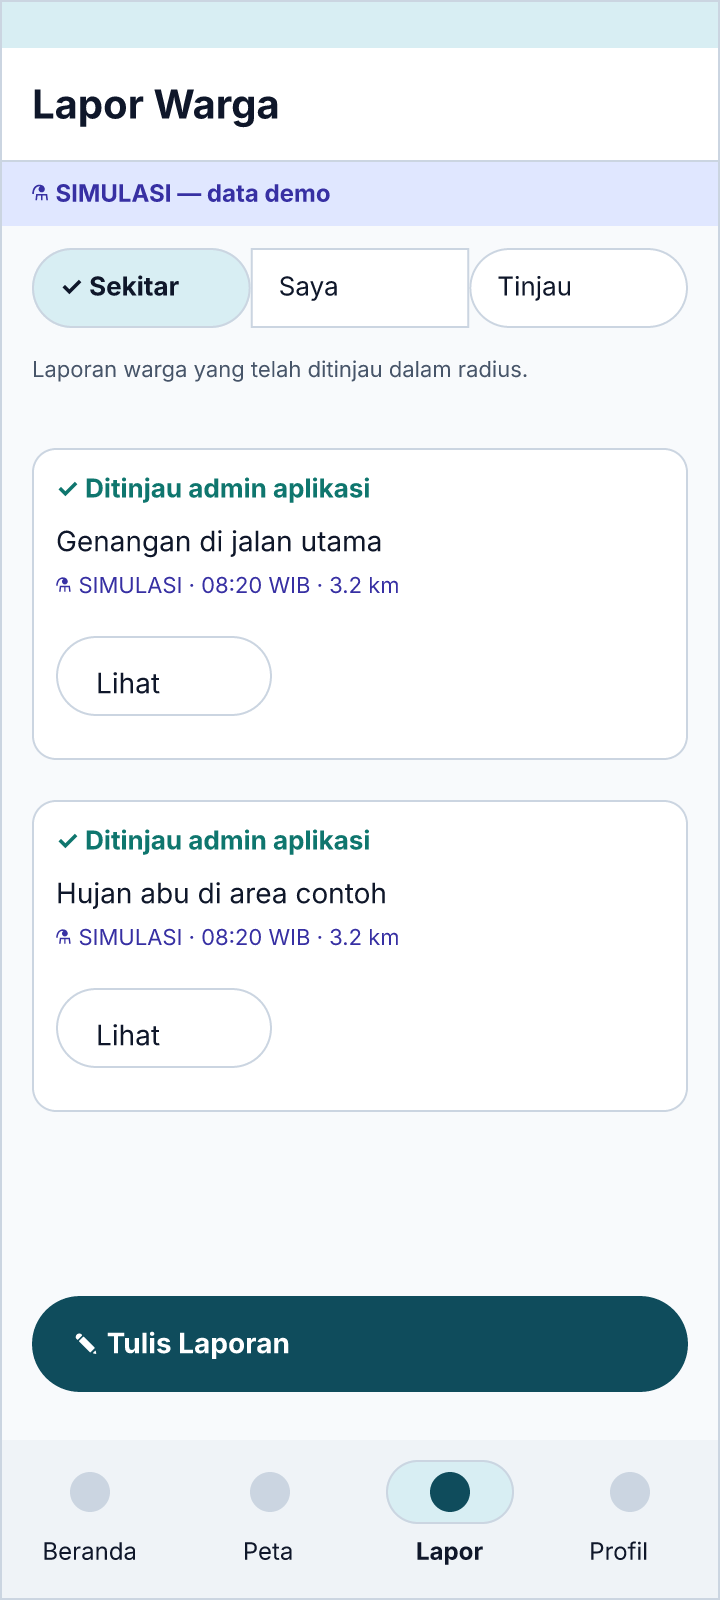 Lapor Warga
⚗ SIMULASI — data demo
✓ Sekitar
Saya
Tinjau
Laporan warga yang telah ditinjau dalam radius.
✓ Ditinjau admin aplikasi
Genangan di jalan utama
⚗ SIMULASI · 08:20 WIB · 3.2 km
Lihat
✓ Ditinjau admin aplikasi
Hujan abu di area contoh
⚗ SIMULASI · 08:20 WIB · 3.2 km
Lihat
✎ Tulis Laporan
Beranda
Peta
Lapor
Profil